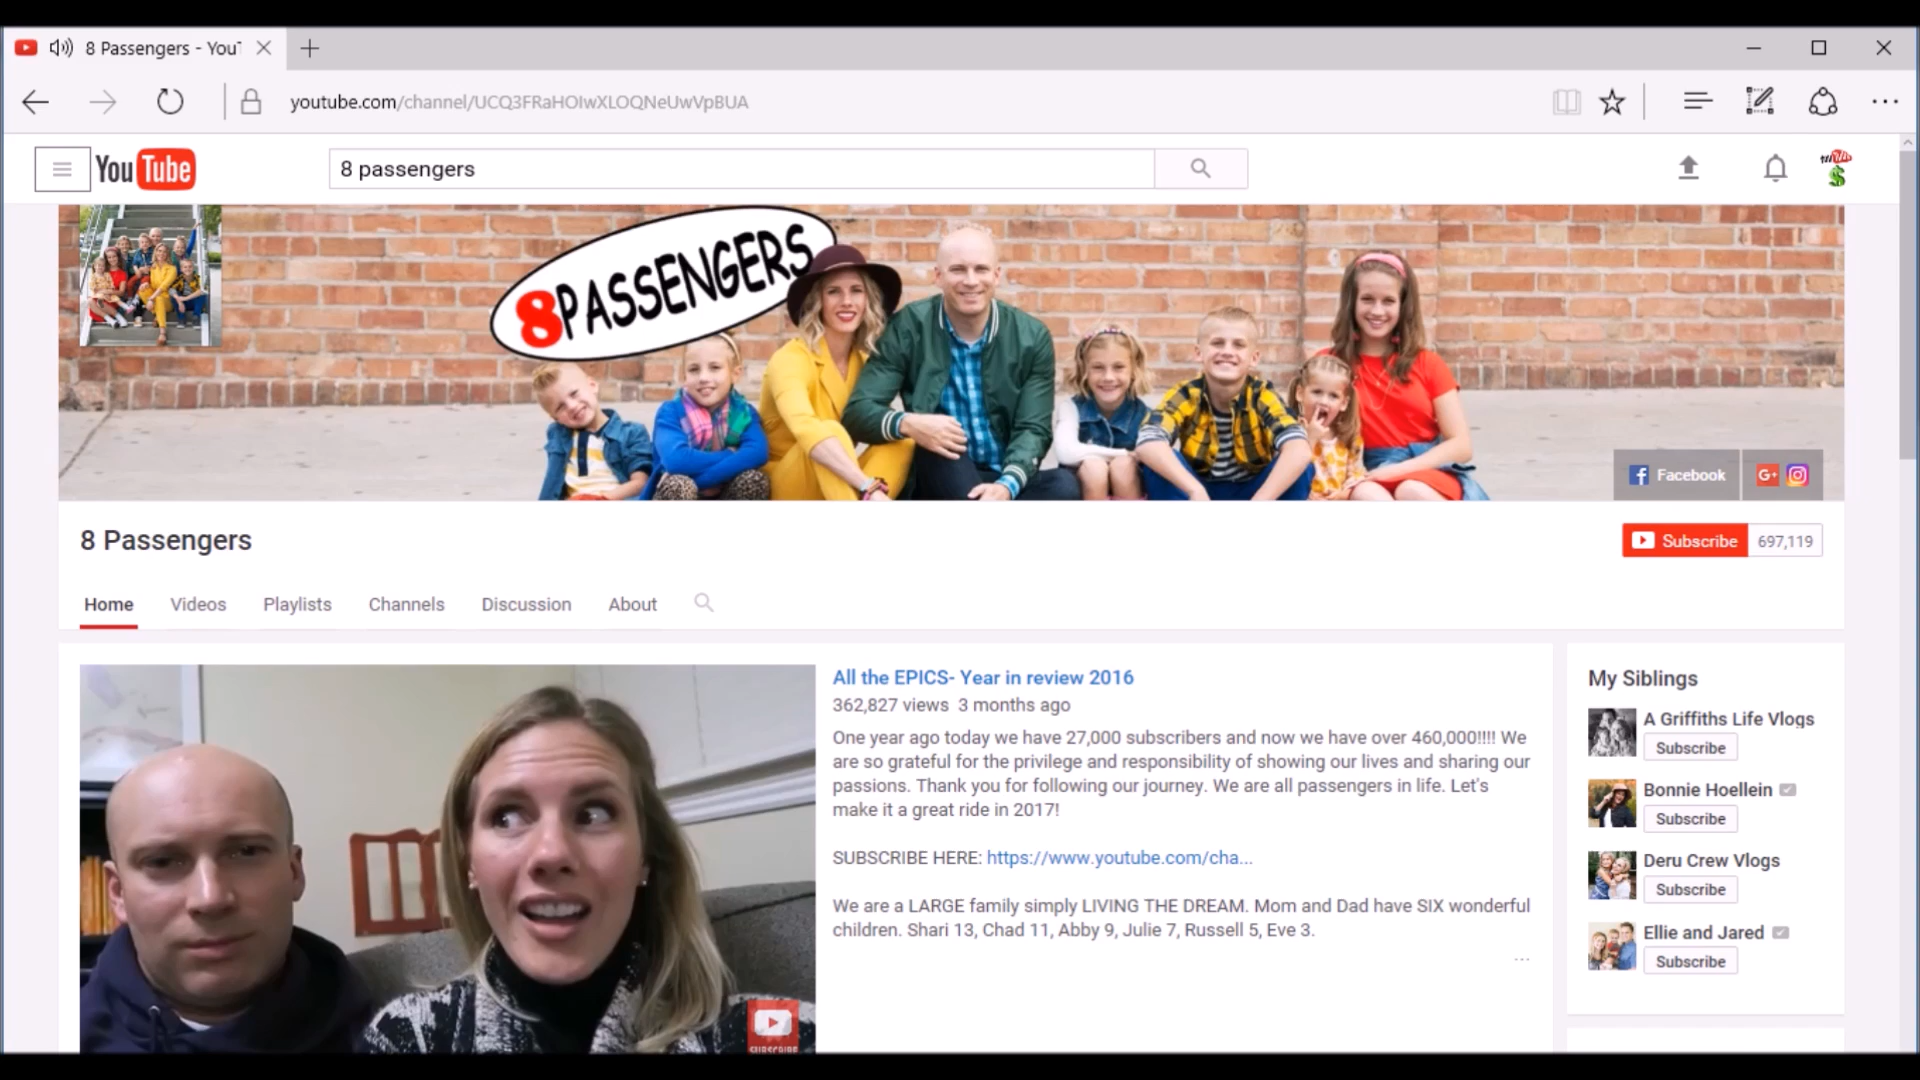 8 Passengers - YouT
youtube.com/channel/UCQ3FRaHOIwXLOQNeUwVpBUA
YouTube
8 passengers
8PASSENGERS
Facebook
G+
8 Passengers
Subscribe 697,119
Home Videos Playlists Channels Discussion About
All the EPICS- Year in review 2016
362,827 views 3 months ago
One year ago today we have 27,000 subscribers and now we have over 460,000!!!! We
are so grateful for the privilege and responsibility of showing our lives and sharing our
passions. Thank you for following our journey. We are all passengers in life. Let's
make it a great ride in 2017!
SUBSCRIBE HERE: https://www.youtube.com/cha...
We are a LARGE family simply LIVING THE DREAM. Mom and Dad have SIX wonderful
children. Shari 13, Chad 11, Abby 9, Julie 7, Russell 5, Eve 3.
...
SUBSCRIBE
My Siblings
A Griffiths Life Vlogs
Subscribe
Bonnie Hoellein
Subscribe
Deru Crew Vlogs
Subscribe
Ellie and Jared
Subscribe